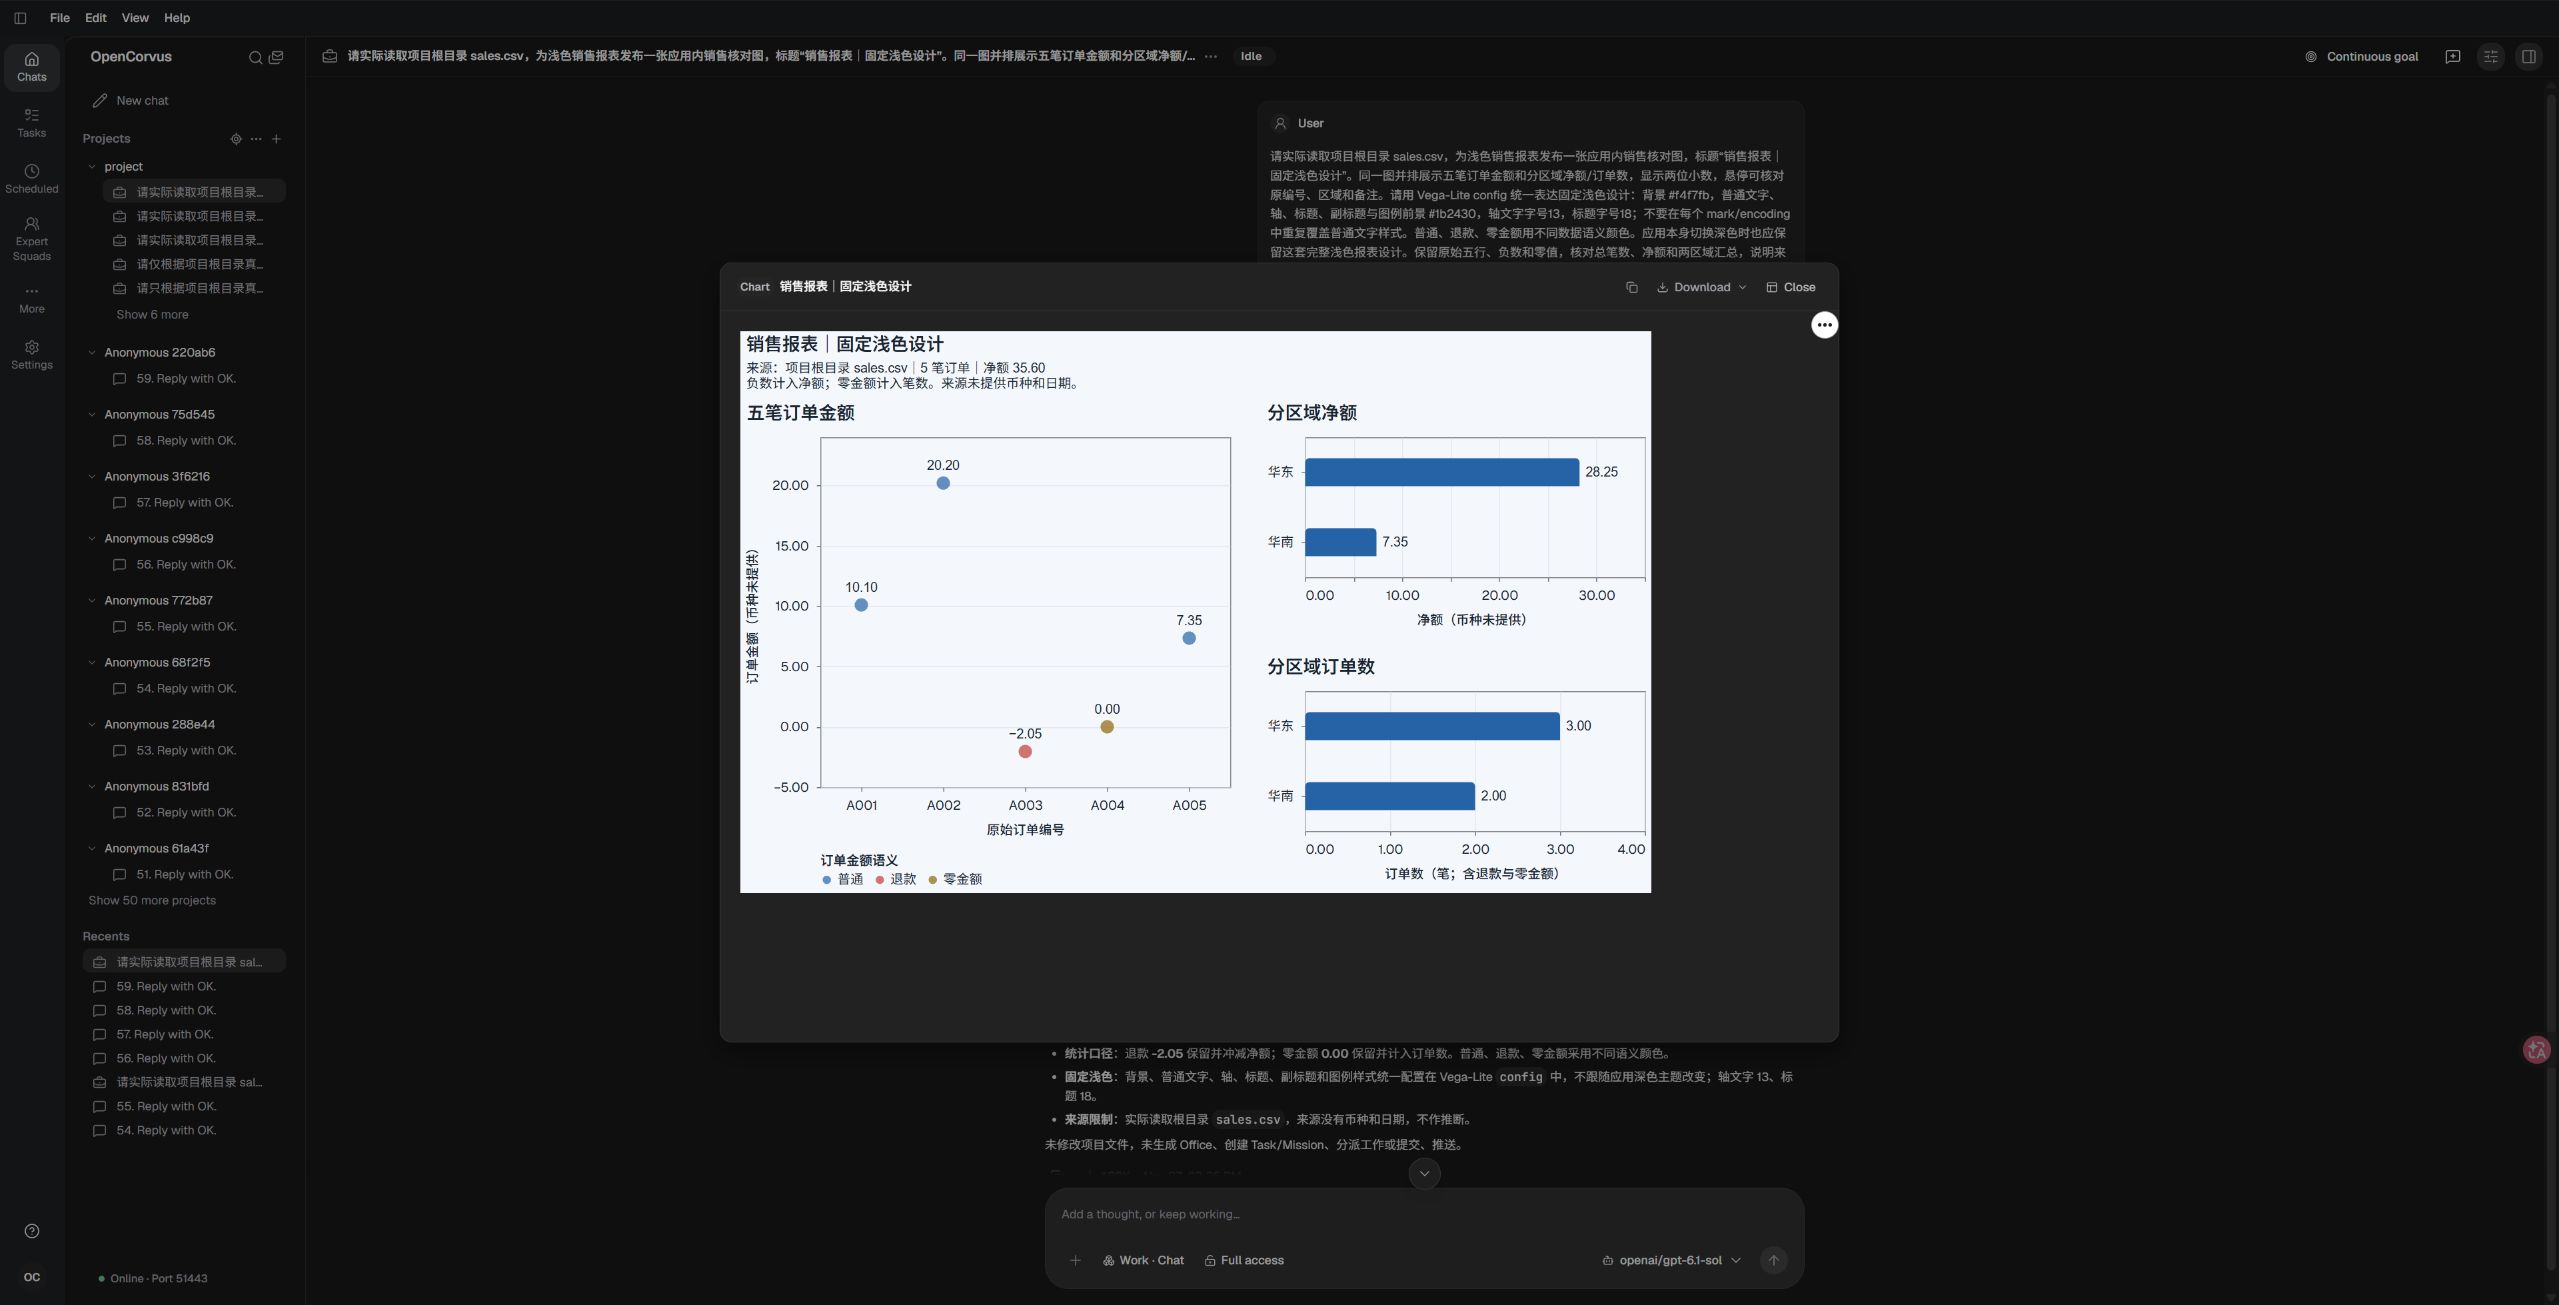 File Edit View Help
Chats
Tasks
Scheduled
Expert
Squads
More
Settings
OC
OpenCorvus
New chat
Projects
project
请实际读取项目根目录...
请实际读取项目根目录...
请实际读取项目根目录...
请仅根据项目根目录真...
请只根据项目根目录真...
Show 6 more
Anonymous 220ab6
59. Reply with OK.
Anonymous 75d545
58. Reply with OK.
Anonymous 3f6216
57. Reply with OK.
Anonymous c998c9
56. Reply with OK.
Anonymous 772b87
55. Reply with OK.
Anonymous 68f2f5
54. Reply with OK.
Anonymous 288e44
53. Reply with OK.
Anonymous 831bfd
52. Reply with OK.
Anonymous 61a43f
51. Reply with OK.
Show 50 more projects
Recents
请实际读取项目根目录 sal...
59. Reply with OK.
58. Reply with OK.
57. Reply with OK.
56. Reply with OK.
请实际读取项目根目录 sal...
55. Reply with OK.
54. Reply with OK.
Online · Port 51443
请实际读取项目根目录 sales.csv，为浅色销售报表发布一张应用内销售核对图，标题“销售报表｜固定浅色设计”。同一图并排展示五笔订单金额和分区域净额/... Idle
Continuous goal
User
请实际读取项目根目录 sales.csv，为浅色销售报表发布一张应用内销售核对图，标题“销售报表｜
固定浅色设计”。同一图并排展示五笔订单金额和分区域净额/订单数，显示两位小数，悬停可核对
原编号、区域和备注。请用 Vega-Lite config 统一表达固定浅色设计：背景 #f4f7fb，普通文字、
轴、标题、副标题与图例前景 #1b2430，轴文字字号13，标题字号18；不要在每个 mark/encoding
中重复覆盖普通文字样式。普通、退款、零金额用不同数据语义颜色。应用本身切换深色时也应保
留这套完整浅色报表设计。保留原始五行、负数和零值，核对总笔数、净额和两区域汇总，说明来
Chart 销售报表｜固定浅色设计
Download
Close
销售报表｜固定浅色设计
来源：项目根目录 sales.csv｜5 笔订单｜净额 35.60
负数计入净额；零金额计入笔数。来源未提供币种和日期。
五笔订单金额
订单金额（币种未提供）
20.00
15.00
10.00
5.00
0.00
−5.00
10.10
20.20
−2.05
0.00
7.35
A001 A002 A003 A004 A005
原始订单编号
订单金额语义
普通 退款 零金额
分区域净额
华东 28.25
华南 7.35
0.00 10.00 20.00 30.00
净额（币种未提供）
分区域订单数
华东 3.00
华南 2.00
0.00 1.00 2.00 3.00 4.00
订单数（笔；含退款与零金额）
统计口径：退款 -2.05 保留并冲减净额；零金额 0.00 保留并计入订单数。普通、退款、零金额采用不同语义颜色。
固定浅色：背景、普通文字、轴、标题、副标题和图例样式统一配置在 Vega-Lite config 中，不跟随应用深色主题改变；轴文字 13、标
题 18。
来源限制：实际读取根目录 sales.csv，来源没有币种和日期，不作推断。
未修改项目文件，未生成 Office、创建 Task/Mission、分派工作或提交、推送。
Add a thought, or keep working...
Work · Chat
Full access
openai/gpt-6.1-sol